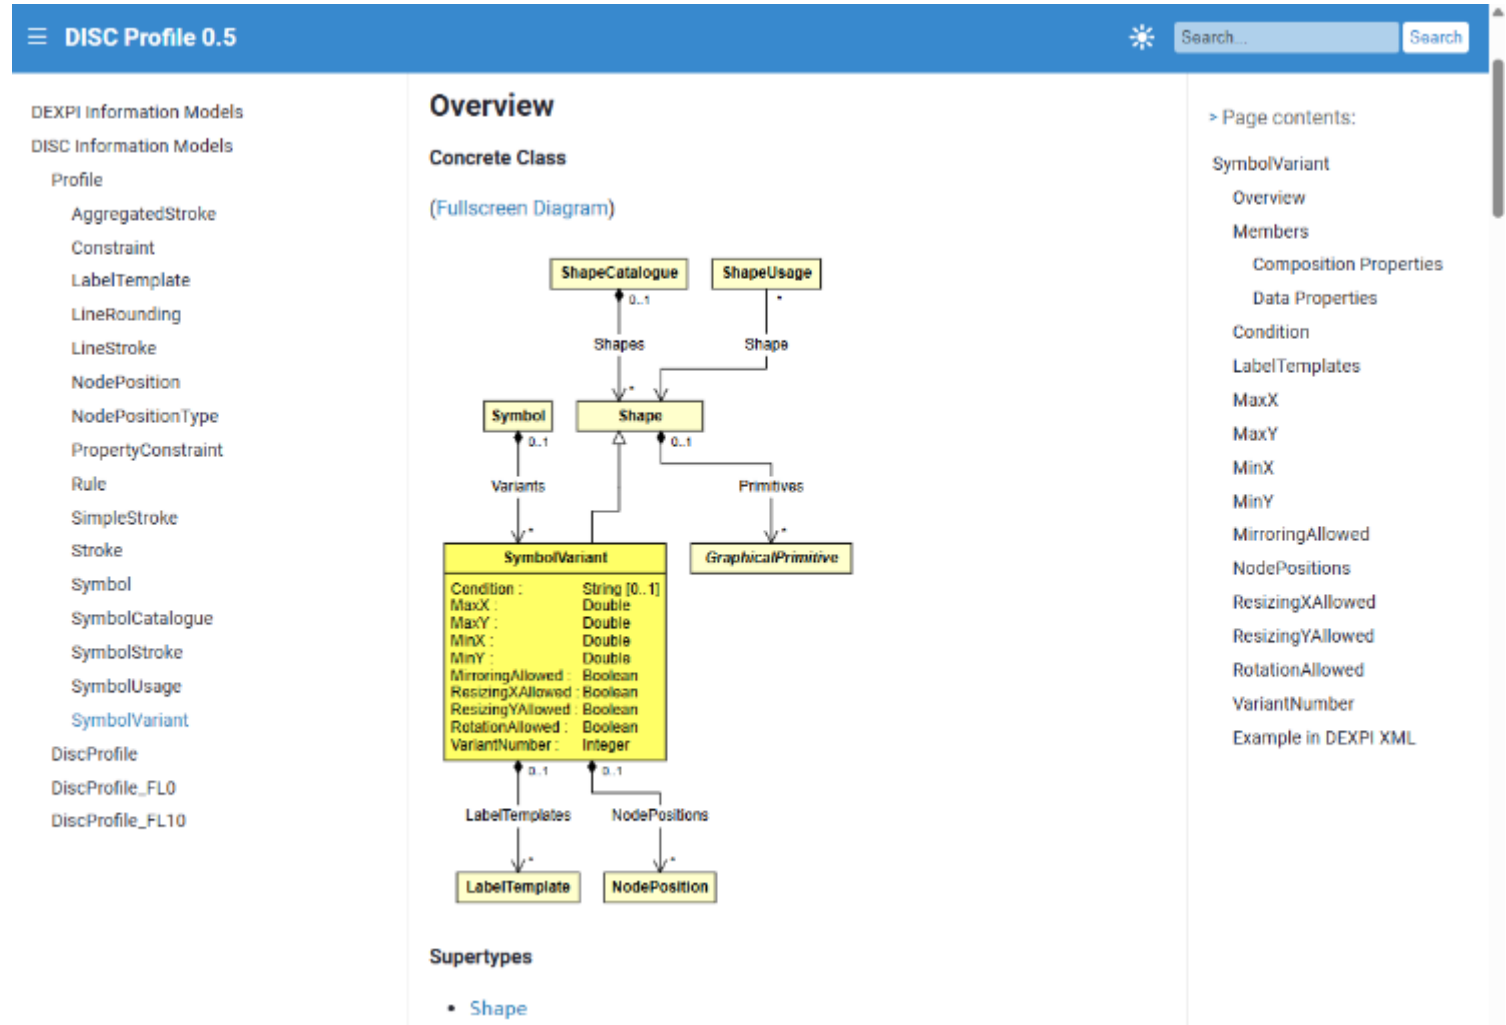 ☰ DISC Profile 0.5
Search...
Search
DEXPI Information Models
DISC Information Models
Profile
AggregatedStroke
Constraint
LabelTemplate
LineRounding
LineStroke
NodePosition
NodePositionType
PropertyConstraint
Rule
SimpleStroke
Stroke
Symbol
SymbolCatalogue
SymbolStroke
SymbolUsage
SymbolVariant
DiscProfile
DiscProfile_FL0
DiscProfile_FL10
Overview
Concrete Class
(Fullscreen Diagram)
ShapeCatalogue
ShapeUsage
0..1
*
Shapes
Shape
*
Symbol
Shape
0..1
0..1
Variants
Primitives
*
*
SymbolVariant
GraphicalPrimitive
Condition : String [0..1]
MaxX : Double
MaxY : Double
MinX : Double
MinY : Double
MirroringAllowed : Boolean
ResizingXAllowed : Boolean
ResizingYAllowed : Boolean
RotationAllowed : Boolean
VariantNumber : Integer
0..1
0..1
LabelTemplates
NodePositions
*
*
LabelTemplate
NodePosition
Supertypes
• Shape
> Page contents:
SymbolVariant
Overview
Members
Composition Properties
Data Properties
Condition
LabelTemplates
MaxX
MaxY
MinX
MinY
MirroringAllowed
NodePositions
ResizingXAllowed
ResizingYAllowed
RotationAllowed
VariantNumber
Example in DEXPI XML